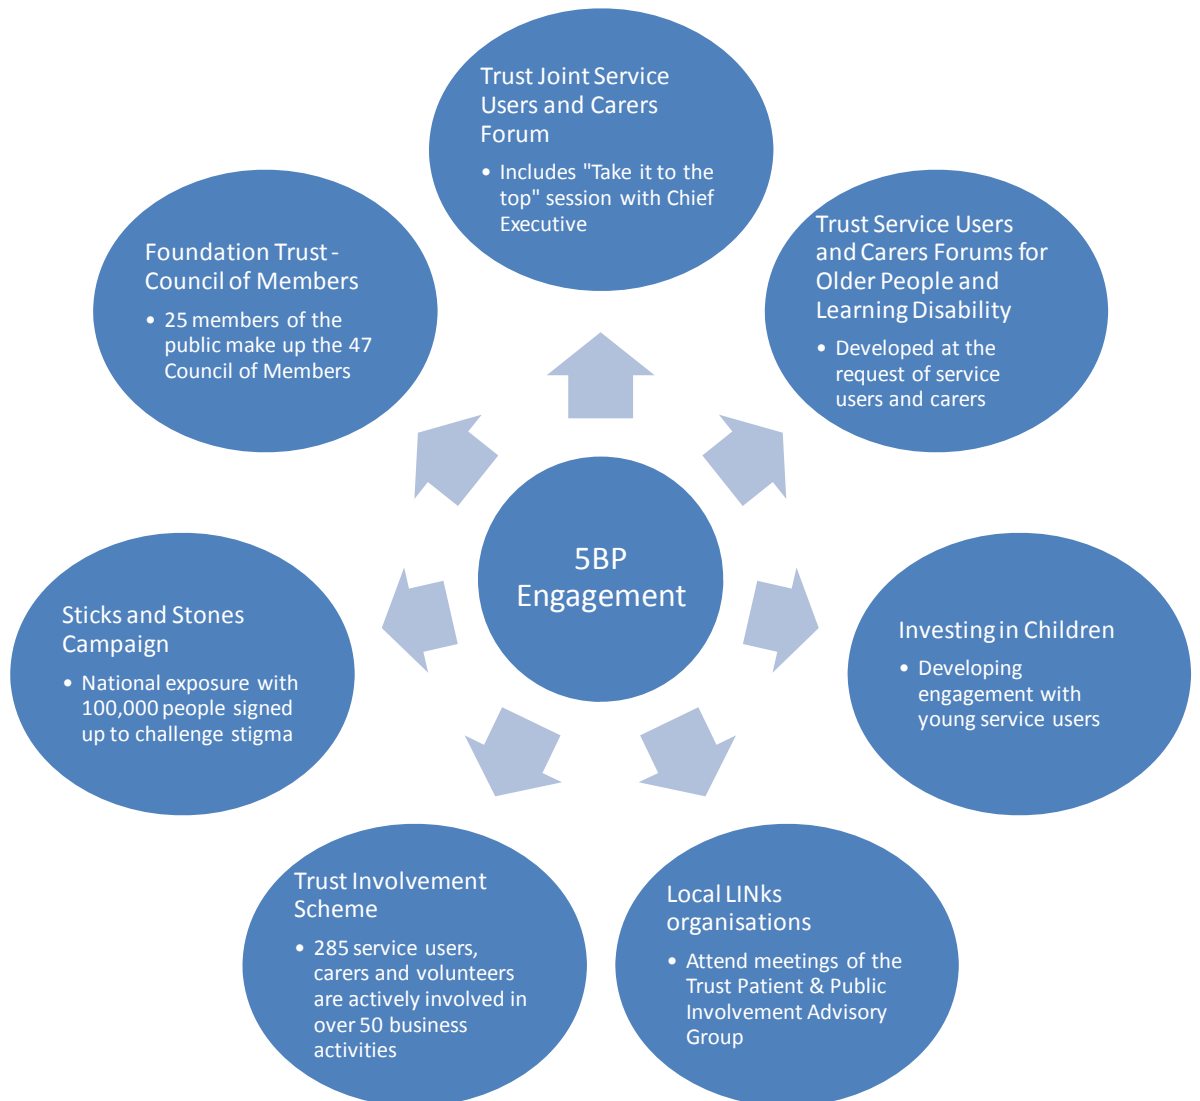 Trust Joint Service
Users and Carers
Forum
• Includes "Take it to the
top" session with Chief
Executive
Trust Service Users
and Carers Forums for
Older People and
Learning Disability
• Developed at the
request of service
users and carers
Investing in Children
• Developing
engagement with
young service users
Local LINks
organisations
• Attend meetings of the
Trust Patient & Public
Involvement Advisory
Group
Trust Involvement
Scheme
• 285 service users,
carers and volunteers
are actively involved in
over 50 business
activities
Sticks and Stones
Campaign
• National exposure with
100,000 people signed
up to challenge stigma
Foundation Trust -
Council of Members
• 25 members of the
public make up the 47
Council of Members
5BP
Engagement